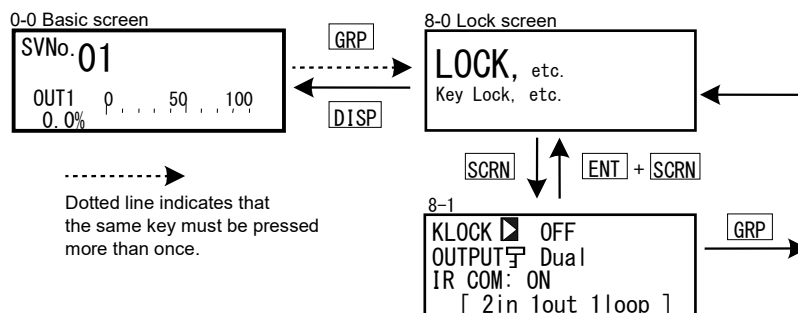 0-0 Basic screen
SVNo. 01
OUT1 0 50 100
0.0%
GRP
DISP
8-0 Lock screen
LOCK, etc.
Key Lock, etc.
Dotted line indicates that
the same key must be pressed
more than once.
SCRN
ENT + SCRN
8-1
KLOCK OFF
OUTPUT Dual
IR COM: ON
[ 2in 1out 1loop ]
GRP